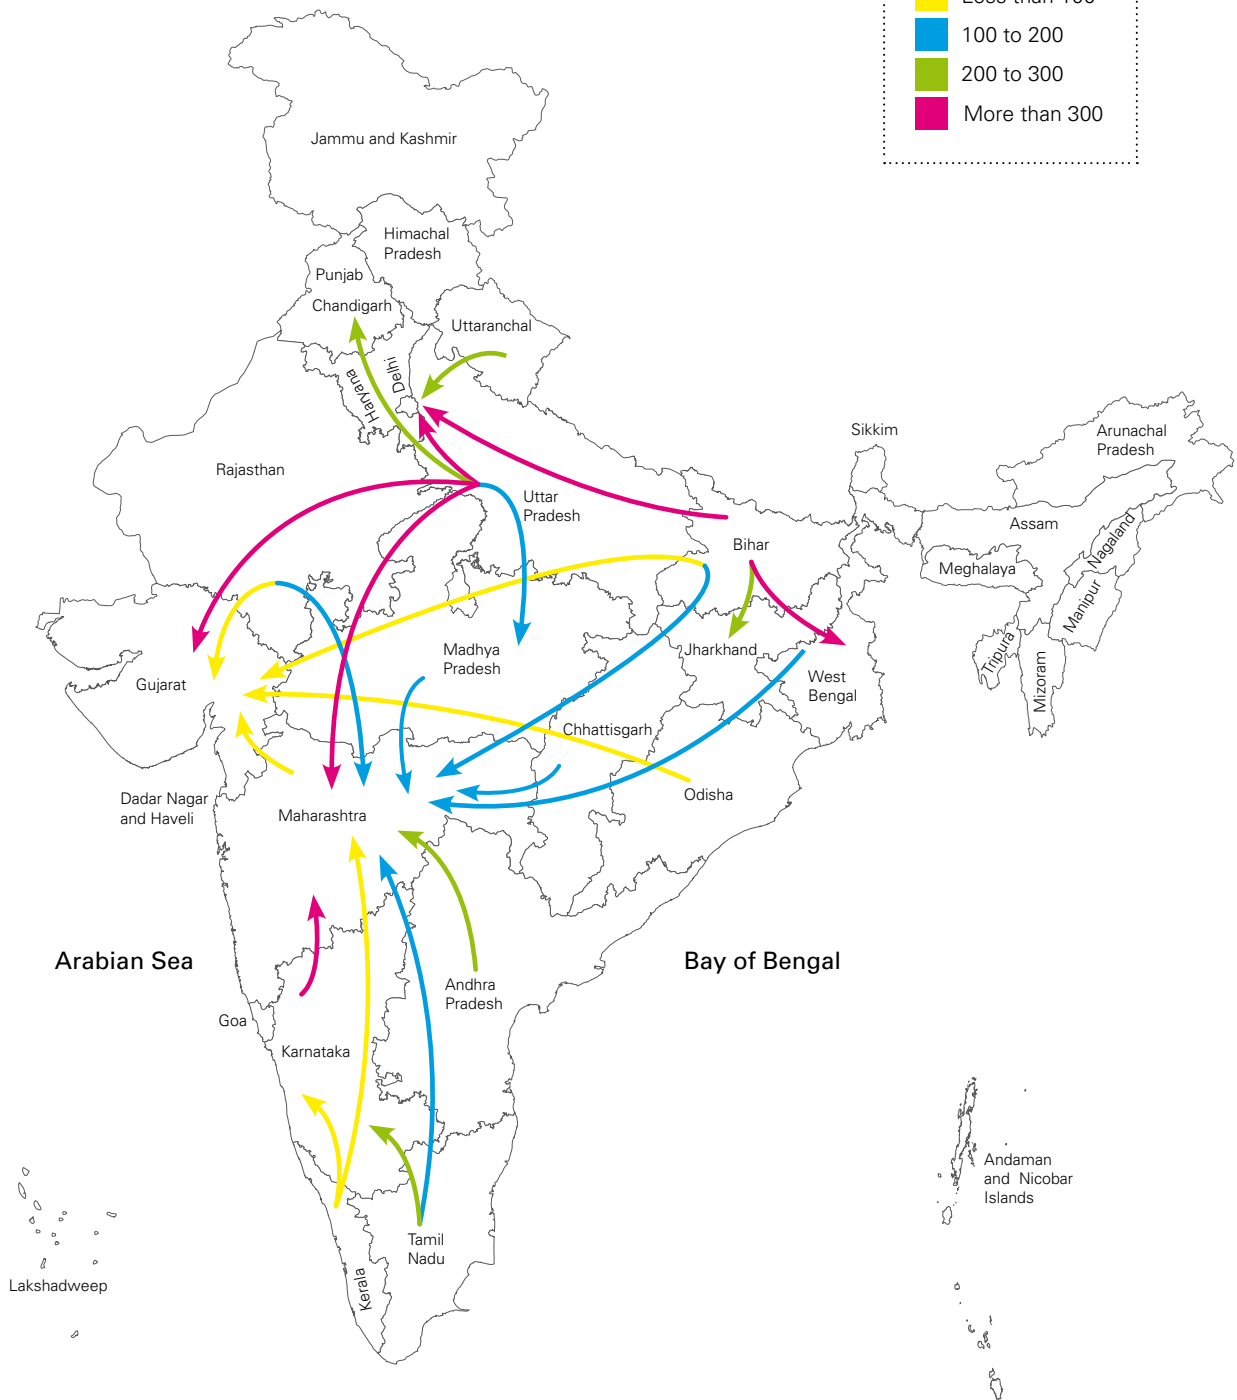 100 to 200
200 to 300
More than 300
Jammu and Kashmir
Himachal
Pradesh
Punjab
Chandigarh
Uttaranchal
Delhi
Haryana
Rajasthan
Uttar
Pradesh
Sikkim
Arunachal
Pradesh
Assam
Nagaland
Bihar
Meghalaya
Manipur
Madhya
Pradesh
Jharkhand
Tripura
Mizoram
West
Bengal
Gujarat
Chhattisgarh
Dadar Nagar
and Haveli
Maharashtra
Odisha
Arabian Sea
Bay of Bengal
Andhra
Pradesh
Goa
Karnataka
Andaman
and Nicobar
Islands
Tamil
Nadu
Kerala
Lakshadweep